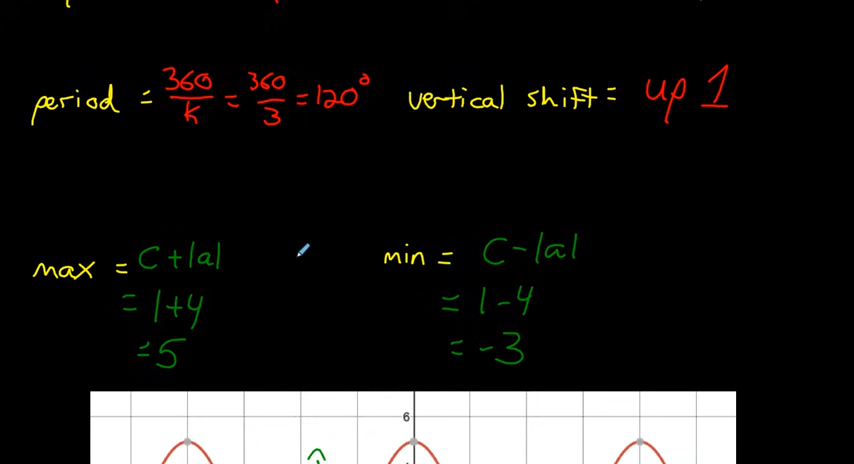 period = 360/k = 360/3 = 120° vertical shift = up 1
max = C + |a| min = C - |a|
= 1+4 = 1-4
= 5 = -3
6